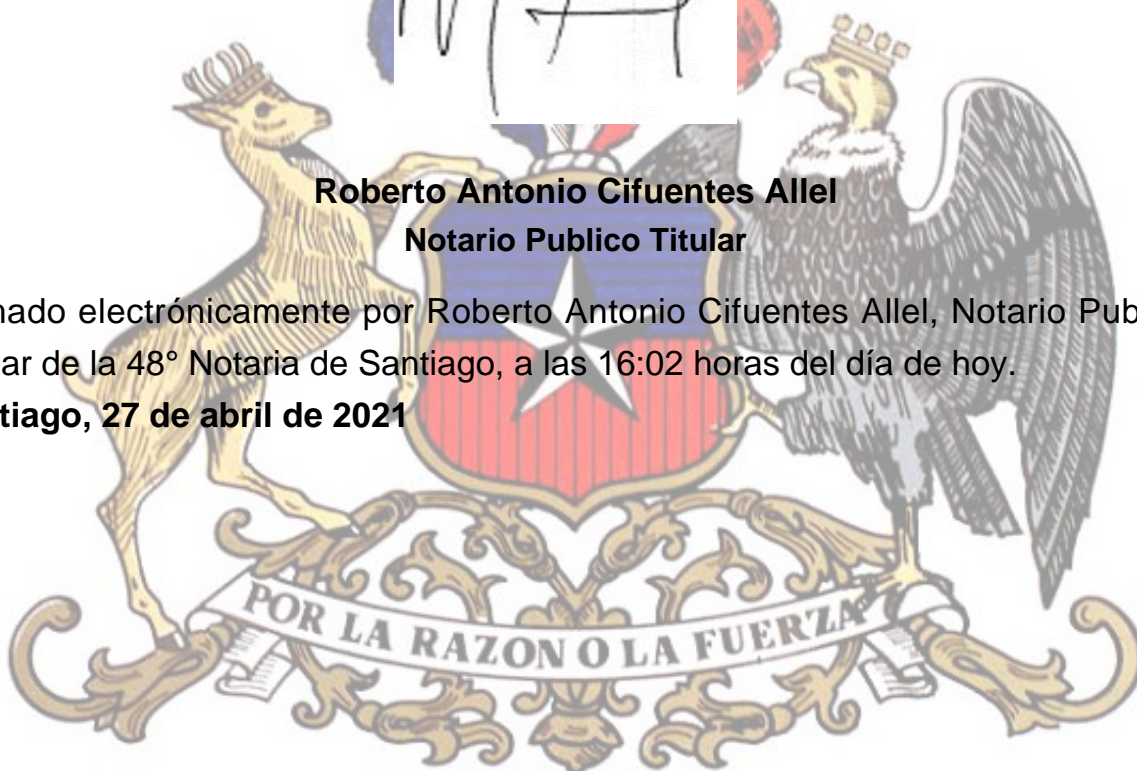 Roberto Antonio Cifuentes Allel
Notario Publico Titular
nado electrónicamente por Roberto Antonio Cifuentes Allel, Notario Pub
ar de la 48° Notaria de Santiago, a las 16:02 horas del día de hoy.
tiago, 27 de abril de 2021
POR LA RAZON O LA FUERZA